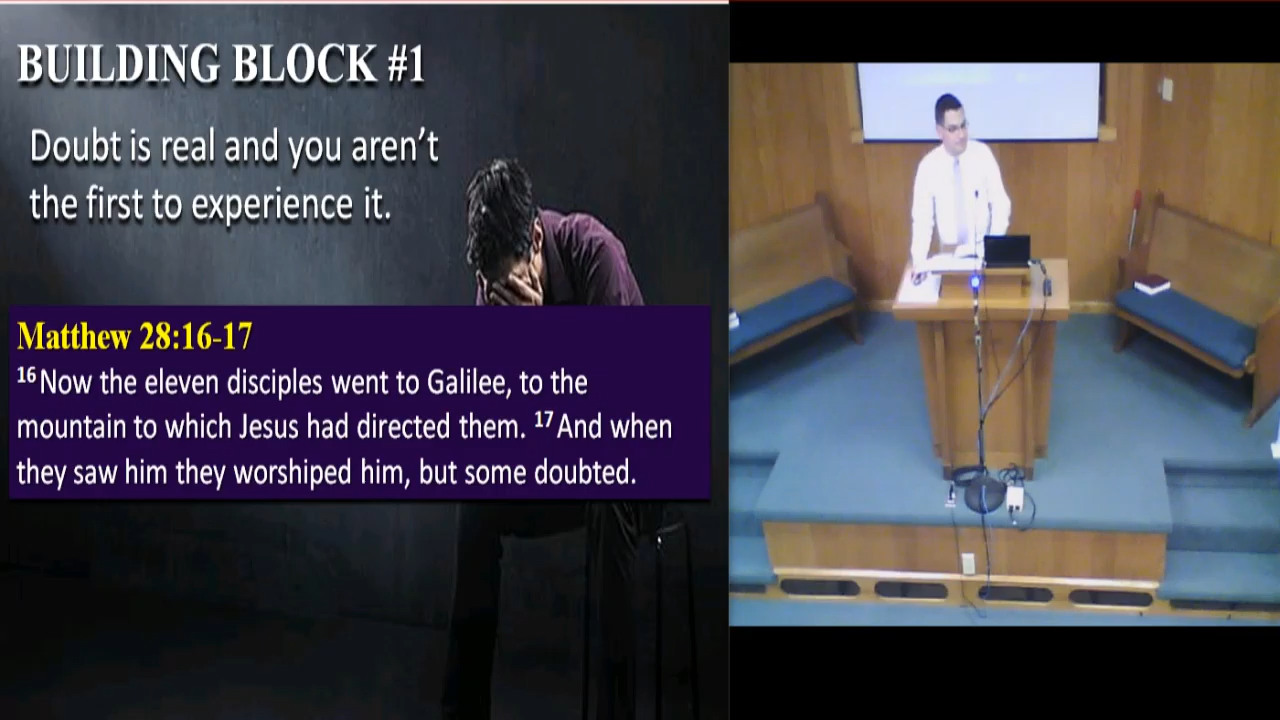 BUILDING BLOCK #1
Doubt is real and you aren’t
the first to experience it.
Matthew 28:16-17
16 Now the eleven disciples went to Galilee, to the
mountain to which Jesus had directed them. 17 And when
they saw him they worshiped him, but some doubted.